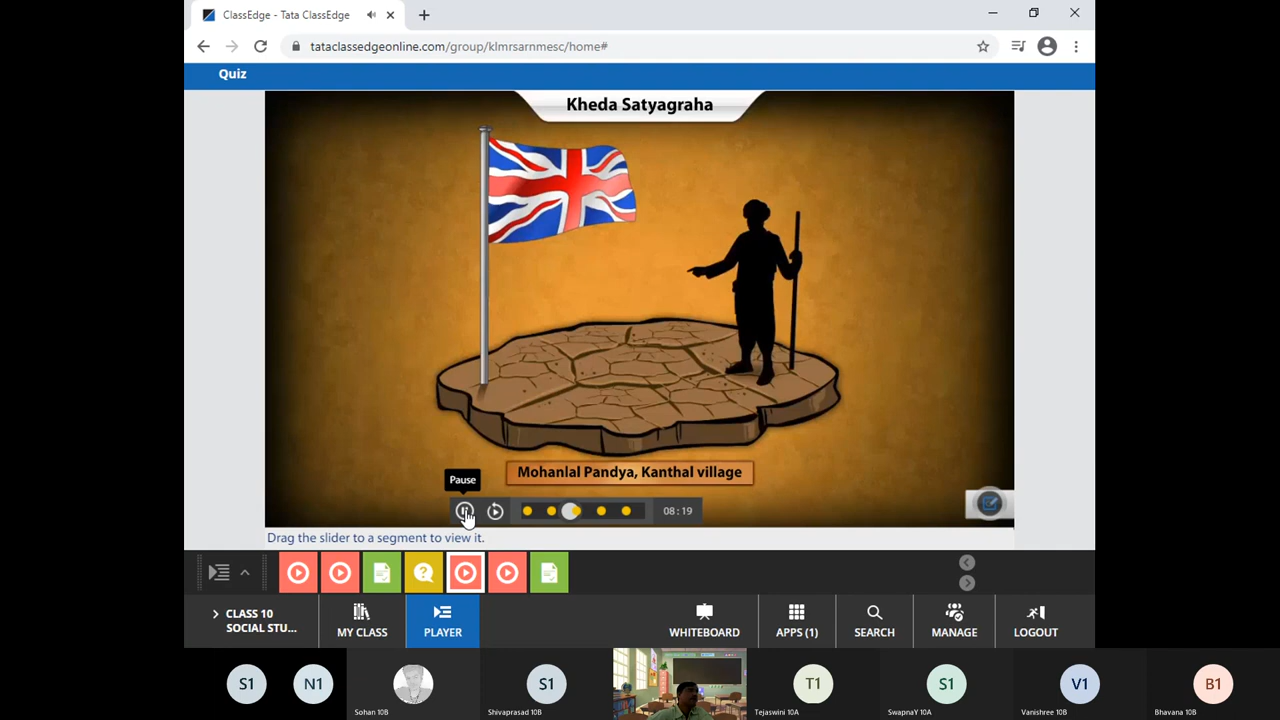 ClassEdge - Tata ClassEdge
tataclassedgeonline.com/group/klmrsarnmesc/home#
Quiz
Kheda Satyagraha
Mohanlal Pandya, Kanthal village
Pause
08:19
Drag the slider to a segment to view it.
CLASS 10
SOCIAL STU...
MY CLASS
PLAYER
WHITEBOARD
APPS (1)
SEARCH
MANAGE
LOGOUT
S1
N1
S1
T1
S1
V1
B1
Sohan 10B
Shivaprasad 10B
Tejaswini 10A
SwapnaY 10A
Vanishree 10B
Bhavana 10B